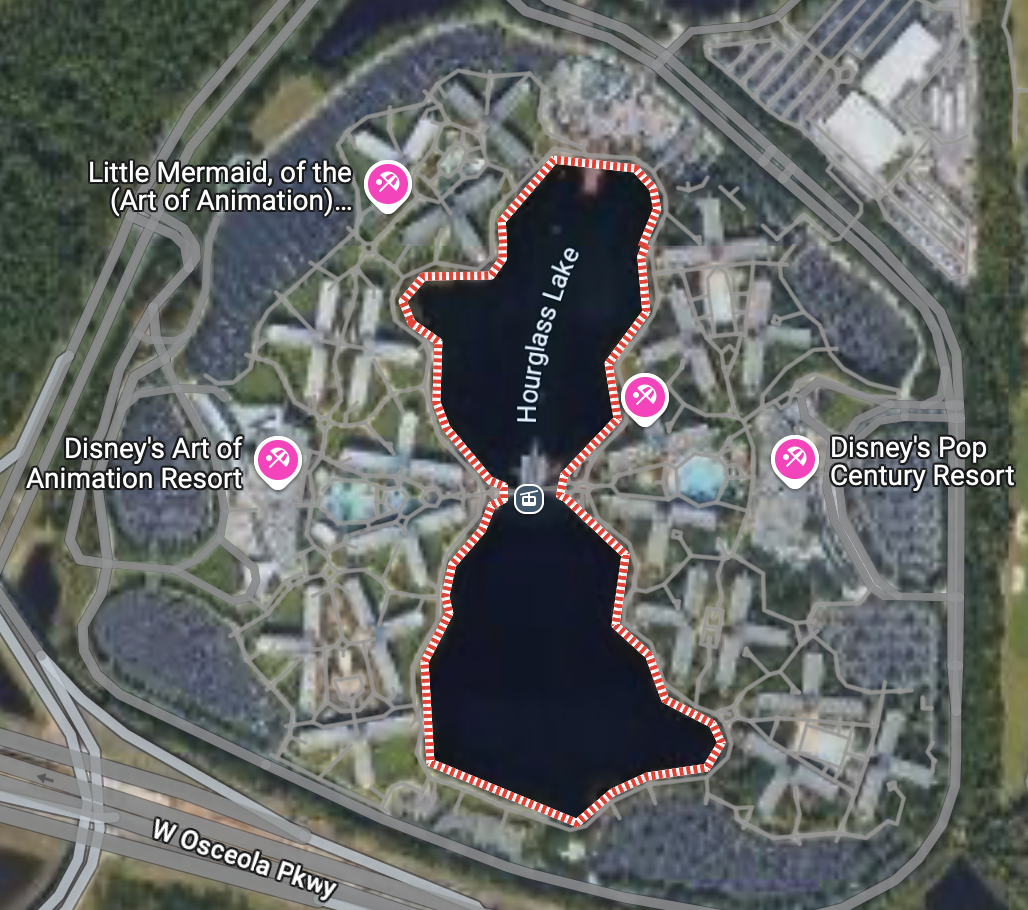 Little Mermaid, of the
(Art of Animation)...
Hourglass Lake
Disney's Art of
Animation Resort
Disney's Pop
Century Resort
W Osceola Pkwy